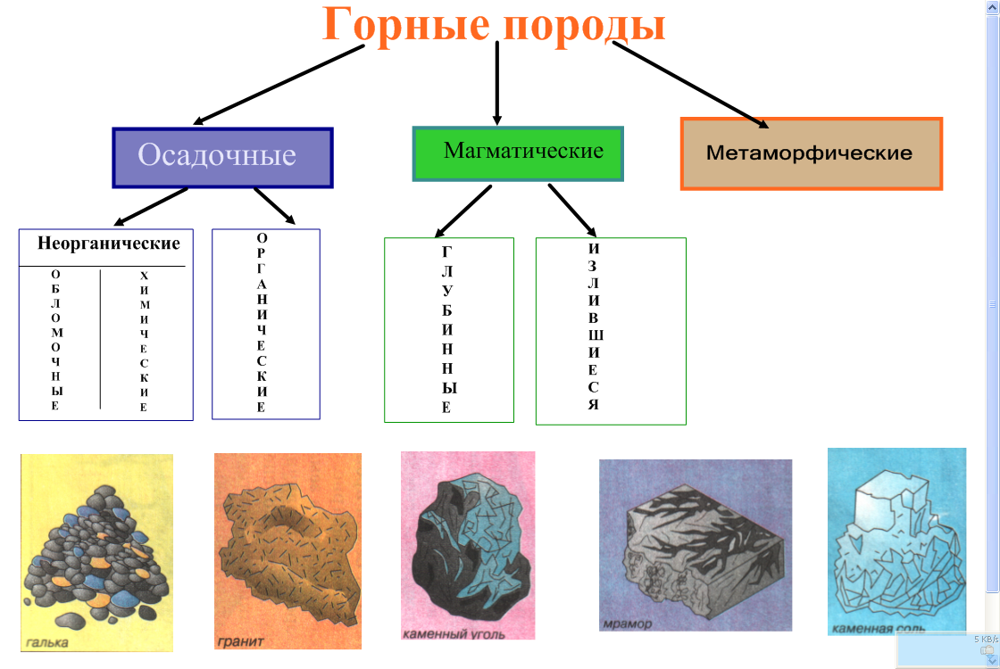 Горные породы
Осадочные
Магматические
Метаморфические
Неорганические
ОБЛОМОЧНЫЕ
ХИМИЧЕСКИЕ
ОРГАНИЧЕСКИЕ
ГЛУБИННЫЕ
ИЗЛИВШИЕСЯ
галька
гранит
каменный уголь
мрамор
каменная соль
5 KB/s